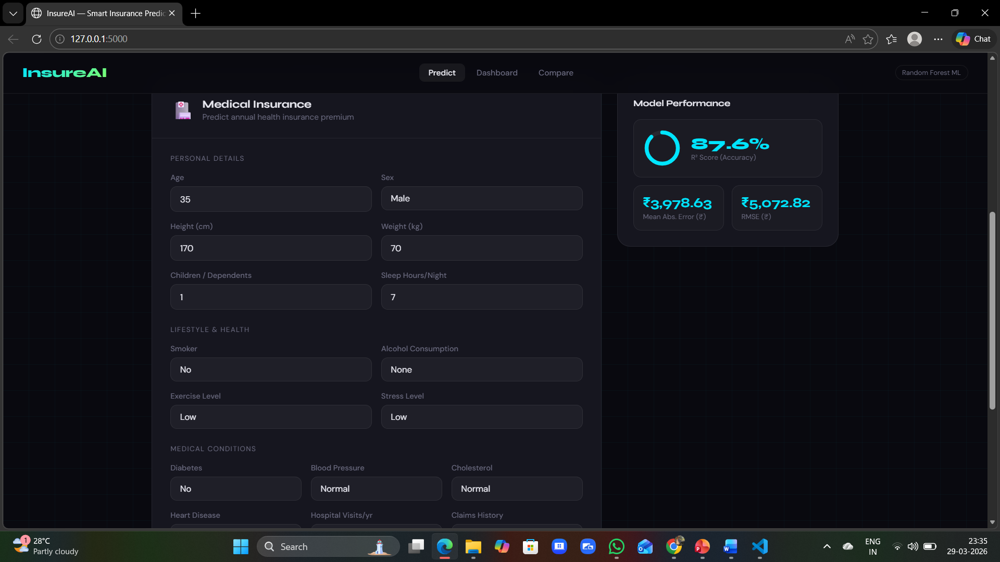 InsureAI — Smart Insurance Predic
127.0.0.1:5000
Chat
InsureAI
Predict
Dashboard
Compare
Random Forest ML
Medical Insurance
Predict annual health insurance premium
PERSONAL DETAILS
Age
Sex
35
Male
Height (cm)
Weight (kg)
170
70
Children / Dependents
Sleep Hours/Night
1
7
LIFESTYLE & HEALTH
Smoker
Alcohol Consumption
No
None
Exercise Level
Stress Level
Low
Low
MEDICAL CONDITIONS
Diabetes
Blood Pressure
Cholesterol
No
Normal
Normal
Heart Disease
Hospital Visits/yr
Claims History
Model Performance
87.6%
R² Score (Accuracy)
₹3,978.63
Mean Abs. Error (₹)
₹5,072.82
RMSE (₹)
1
28°C
Partly cloudy
Search
ENG
IN
23:35
29-03-2026